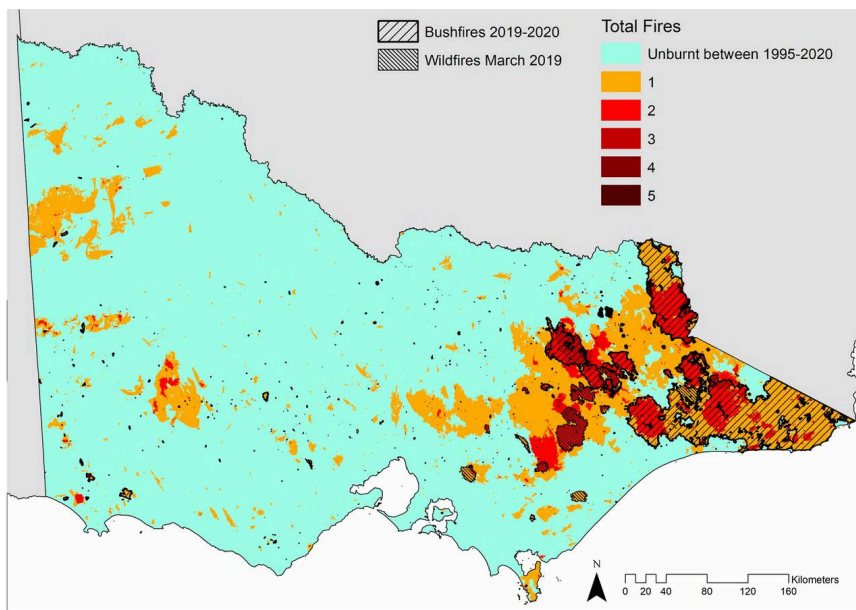 Bushfires 2019-2020
Wildfires March 2019
Total Fires
Unburnt between 1995-2020
1
2
3
4
5
N
Kilometers
0 20 40 80 120 160